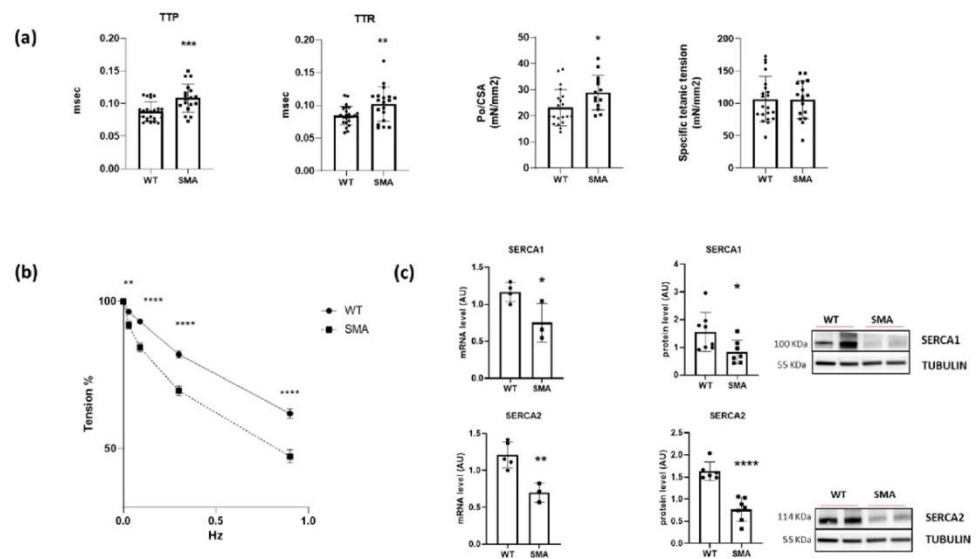 (a)
TTP
msec
0.20
0.15
0.10
0.05
0.00
***
WT
SMA
TTR
msec
0.20
0.15
0.10
0.05
0.00
**
WT
SMA
Po/CSA
(mN/mm2)
50
40
30
20
10
0
*
WT
SMA
Specific tetanic tension
(mN/mm2)
200
150
100
50
0
WT
SMA
(b)
Tension %
100
50
**
****
****
****
WT
SMA
0.0
0.5
1.0
Hz
(c)
SERCA1
mRNA level (AU)
1.5
1.0
0.5
0.0
*
WT
SMA
SERCA1
protein level (AU)
4
3
2
1
0
*
WT
SMA
WT
SMA
100 KDa
SERCA1
55 KDa
TUBULIN
SERCA2
mRNA level (AU)
1.5
1.0
0.5
0.0
**
WT
SMA
SERCA2
protein level (AU)
2.5
2.0
1.5
1.0
0.5
0.0
****
WT
SMA
WT
SMA
114 KDa
SERCA2
55 KDa
TUBULIN